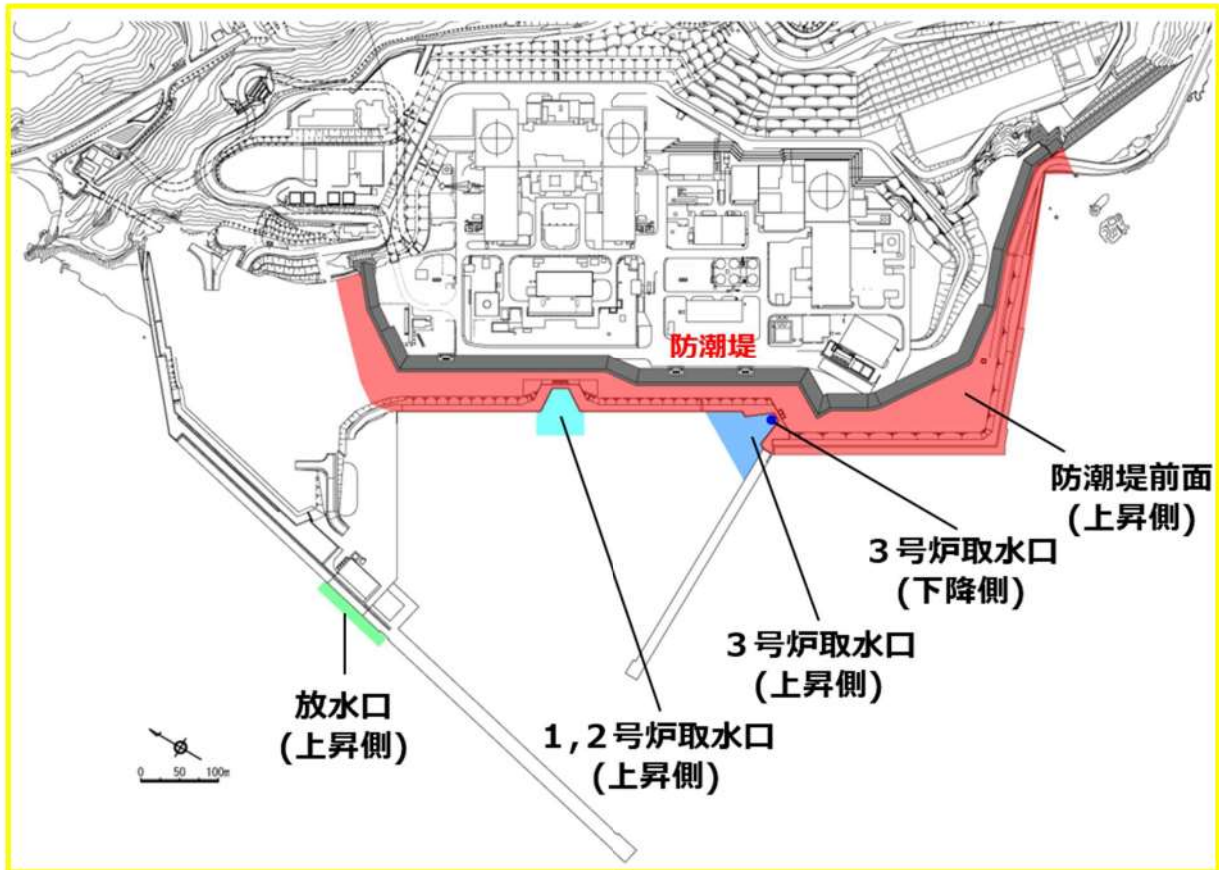 防潮堤
防潮堤前面
(上昇側)
３号炉取水口
(下降側)
３号炉取水口
(上昇側)
１,２号炉取水口
(上昇側)
放水口
(上昇側)
0 50 100m